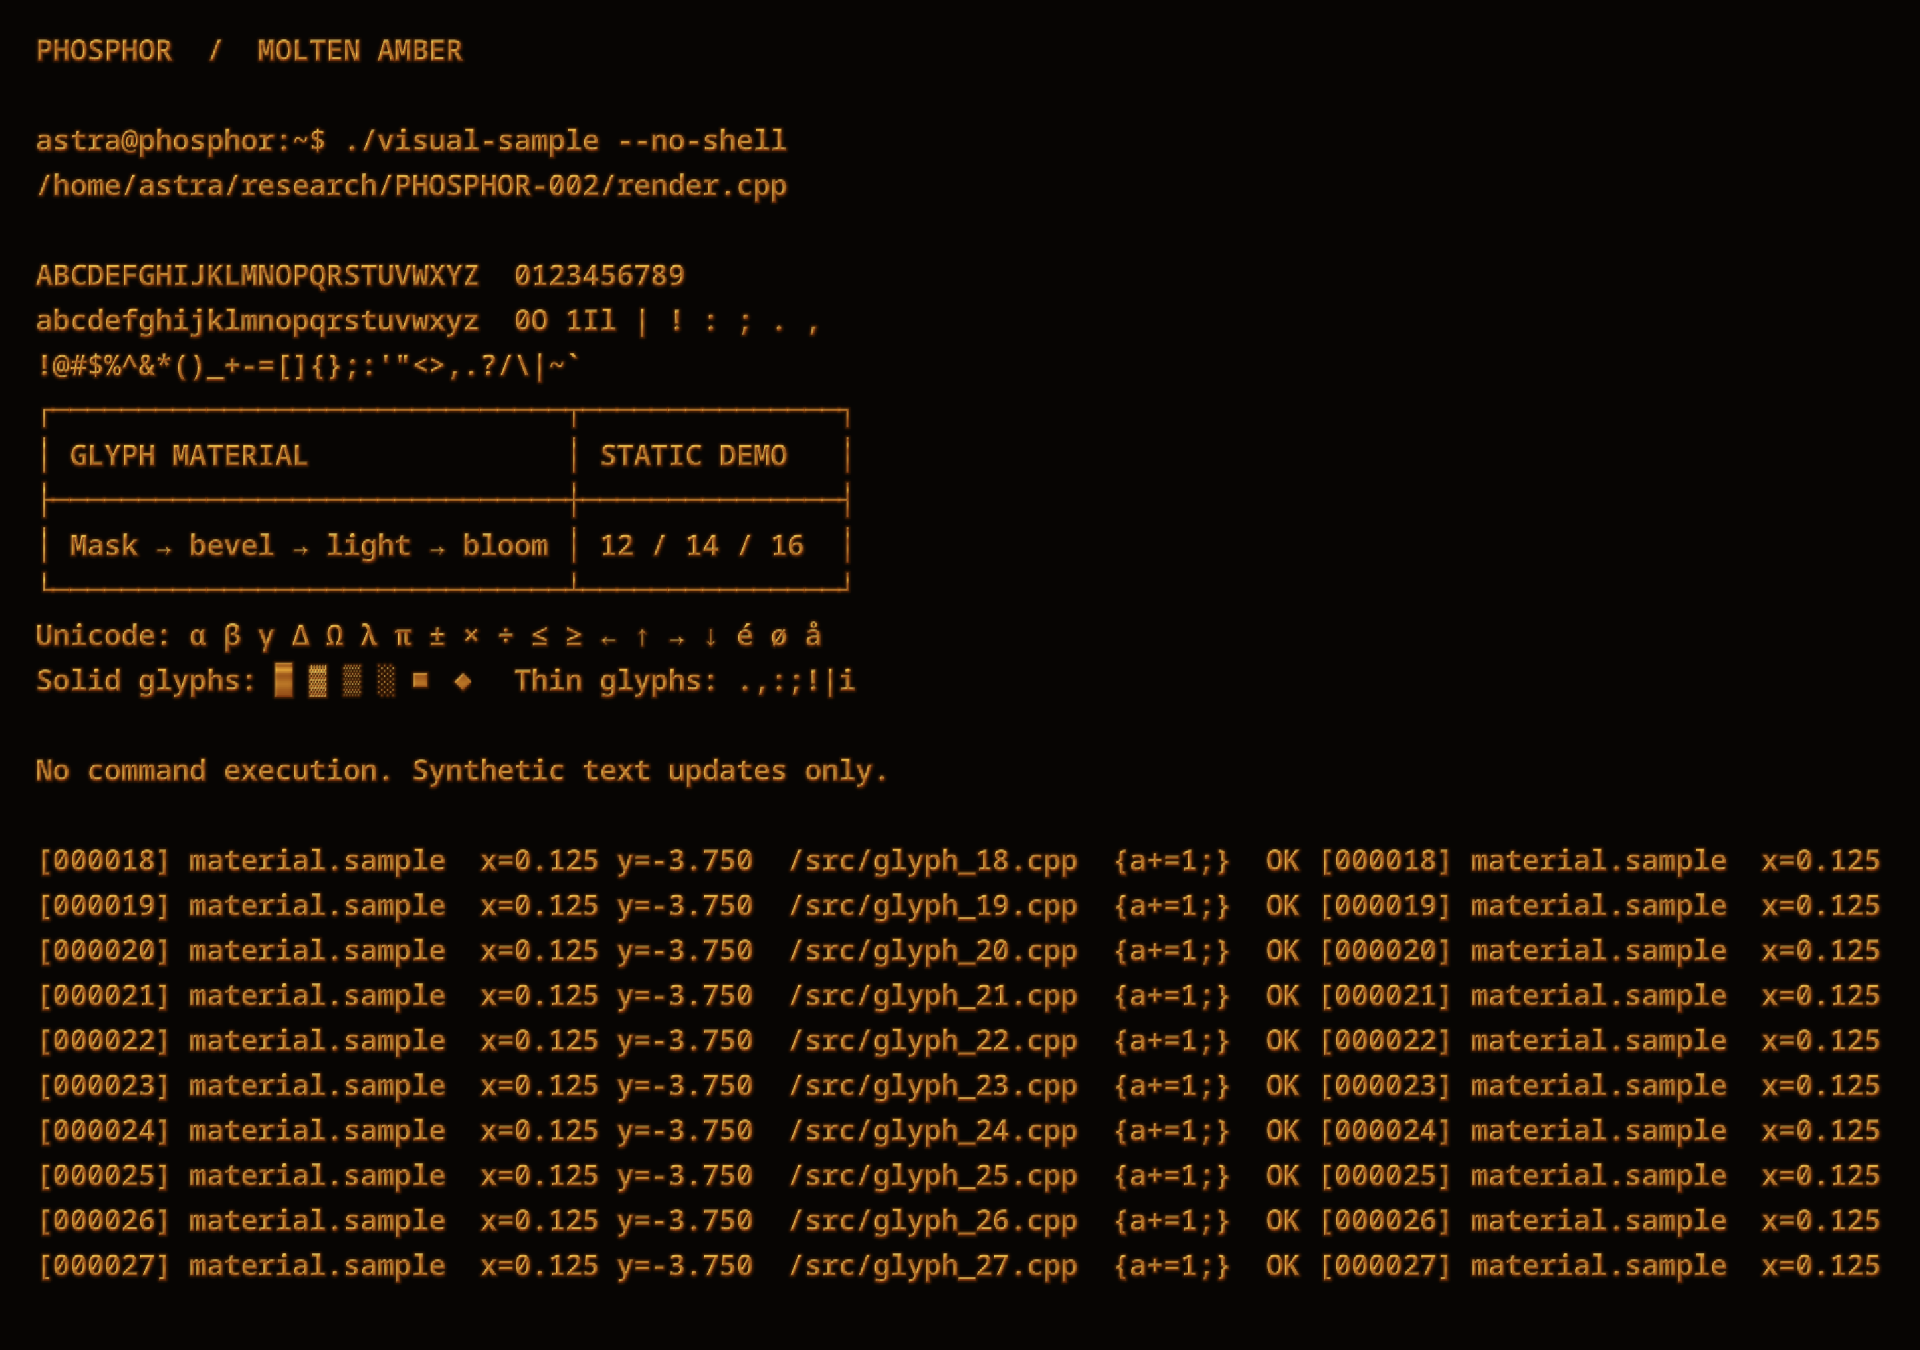 PHOSPHOR  /  MOLTEN AMBER
astra@phosphor:~$ ./visual-sample --no-shell
/home/astra/research/PHOSPHOR-002/render.cpp
ABCDEFGHIJKLMNOPQRSTUVWXYZ  0123456789
abcdefghijklmnopqrstuvwxyz  0O 1Il | ! : ; . ,
!@#$%^&*()_+-=[]{};:'"<>,.?/\|~`
┌──────────────────────────────┬───────────────┐
│ GLYPH MATERIAL               │ STATIC DEMO   │
├──────────────────────────────┼───────────────┤
│ Mask → bevel → light → bloom │ 12 / 14 / 16  │
└──────────────────────────────┴───────────────┘
Unicode: α β γ Δ Ω λ π ± × ÷ ≤ ≥ ← ↑ → ↓ é ø å
Solid glyphs: █ ▓ ▒ ░ ■ ◆  Thin glyphs: .,:;!|i
No command execution. Synthetic text updates only.
[000018] material.sample  x=0.125 y=-3.750  /src/glyph_18.cpp  {a+=1;}  OK [000018] material.sample  x=0.125
[000019] material.sample  x=0.125 y=-3.750  /src/glyph_19.cpp  {a+=1;}  OK [000019] material.sample  x=0.125
[000020] material.sample  x=0.125 y=-3.750  /src/glyph_20.cpp  {a+=1;}  OK [000020] material.sample  x=0.125
[000021] material.sample  x=0.125 y=-3.750  /src/glyph_21.cpp  {a+=1;}  OK [000021] material.sample  x=0.125
[000022] material.sample  x=0.125 y=-3.750  /src/glyph_22.cpp  {a+=1;}  OK [000022] material.sample  x=0.125
[000023] material.sample  x=0.125 y=-3.750  /src/glyph_23.cpp  {a+=1;}  OK [000023] material.sample  x=0.125
[000024] material.sample  x=0.125 y=-3.750  /src/glyph_24.cpp  {a+=1;}  OK [000024] material.sample  x=0.125
[000025] material.sample  x=0.125 y=-3.750  /src/glyph_25.cpp  {a+=1;}  OK [000025] material.sample  x=0.125
[000026] material.sample  x=0.125 y=-3.750  /src/glyph_26.cpp  {a+=1;}  OK [000026] material.sample  x=0.125
[000027] material.sample  x=0.125 y=-3.750  /src/glyph_27.cpp  {a+=1;}  OK [000027] material.sample  x=0.125